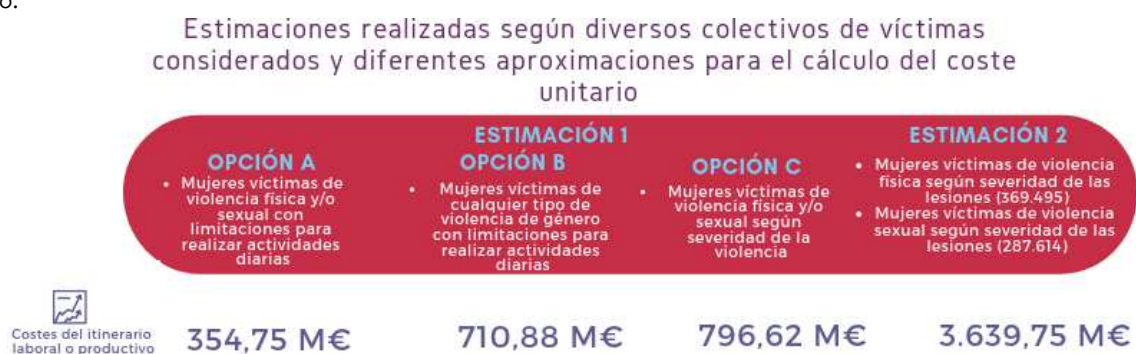 o.
Estimaciones realizadas según diversos colectivos de víctimas
considerados y diferentes aproximaciones para el cálculo del coste
unitario
ESTIMACIÓN 1
OPCIÓN A
• Mujeres víctimas de
violencia física y/o
sexual con
limitaciones para
realizar actividades
diarias
OPCIÓN B
• Mujeres víctimas de
cualquier tipo de
violencia de género
con limitaciones para
realizar actividades
diarias
OPCIÓN C
• Mujeres víctimas de
violencia física y/o
sexual según
severidad de la
violencia
ESTIMACIÓN 2
• Mujeres víctimas de violencia
física según severidad de las
lesiones (369.495)
• Mujeres víctimas de violencia
sexual según severidad de las
lesiones (287.614)
Costes del itinerario
laboral o productivo
354,75 M€
710,88 M€
796,62 M€
3.639,75 M€